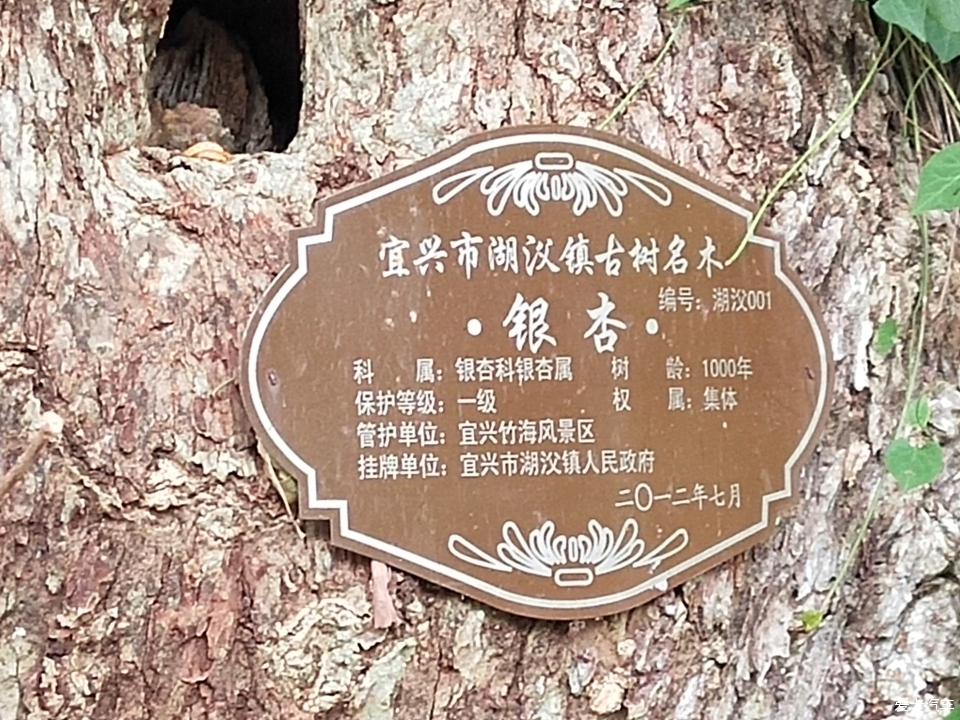 宜兴市湖㳇镇古树名木
编号：湖㳇001
·银杏·
科属：银杏科银杏属 树龄：1000年
保护等级：一级 权属：集体
管护单位：宜兴竹海风景区
挂牌单位：宜兴市湖㳇镇人民政府
二〇一二年七月
爱卡汽车